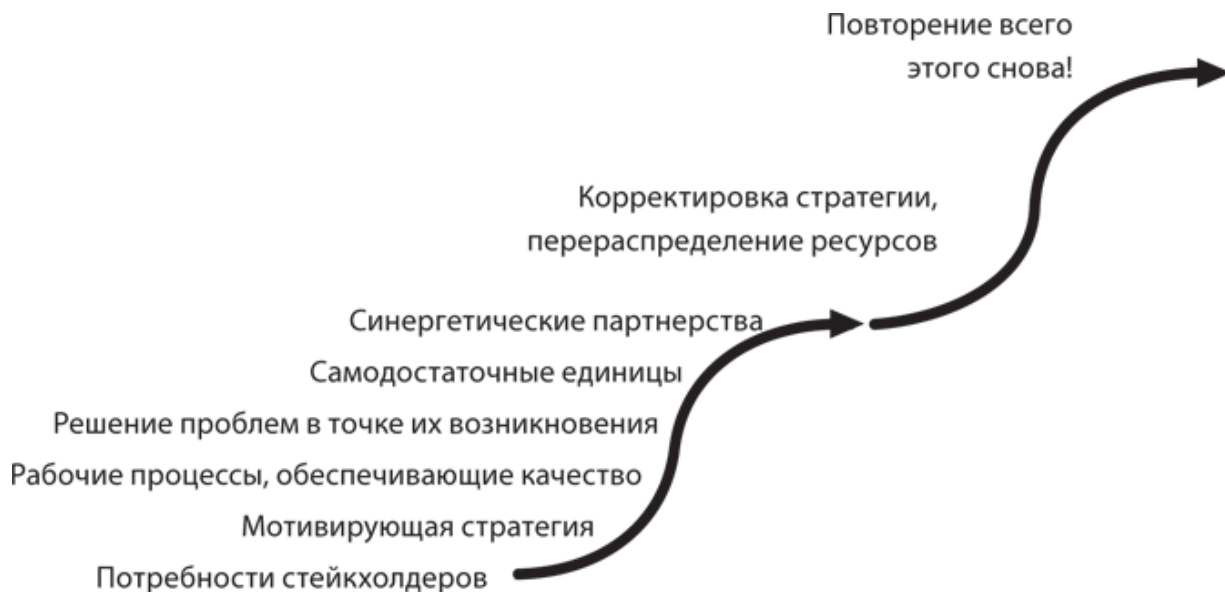 Повторение всего
этого снова!
Корректировка стратегии,
перераспределение ресурсов
Синергетические партнерства
Самодостаточные единицы
Решение проблем в точке их возникновения
Рабочие процессы, обеспечивающие качество
Мотивирующая стратегия
Потребности стейкхолдеров